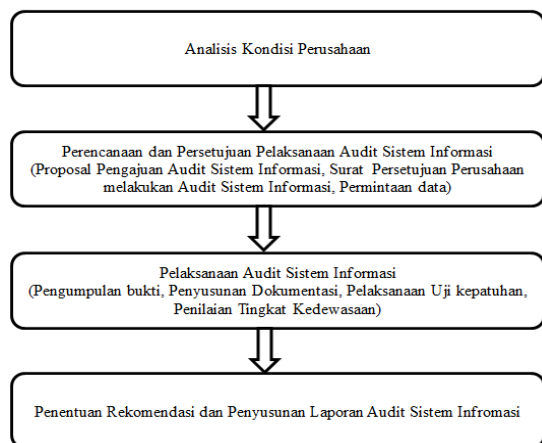 Analisis Kondisi Perusahaan
Perencanaan dan Persetujuan Pelaksanaan Audit Sistem Informasi
(Proposal Pengajuan Audit Sistem Informasi, Surat Persetujuan Perusahaan
melakukan Audit Sistem Informasi, Permintaan data)
Pelaksanaan Audit Sistem Informasi
(Pengumpulan bukti, Penyusunan Dokumentasi, Pelaksanaan Uji kepatuhan,
Penilaian Tingkat Kedewasaan)
Penentuan Rekomendasi dan Penyusunan Laporan Audit Sistem Infromasi